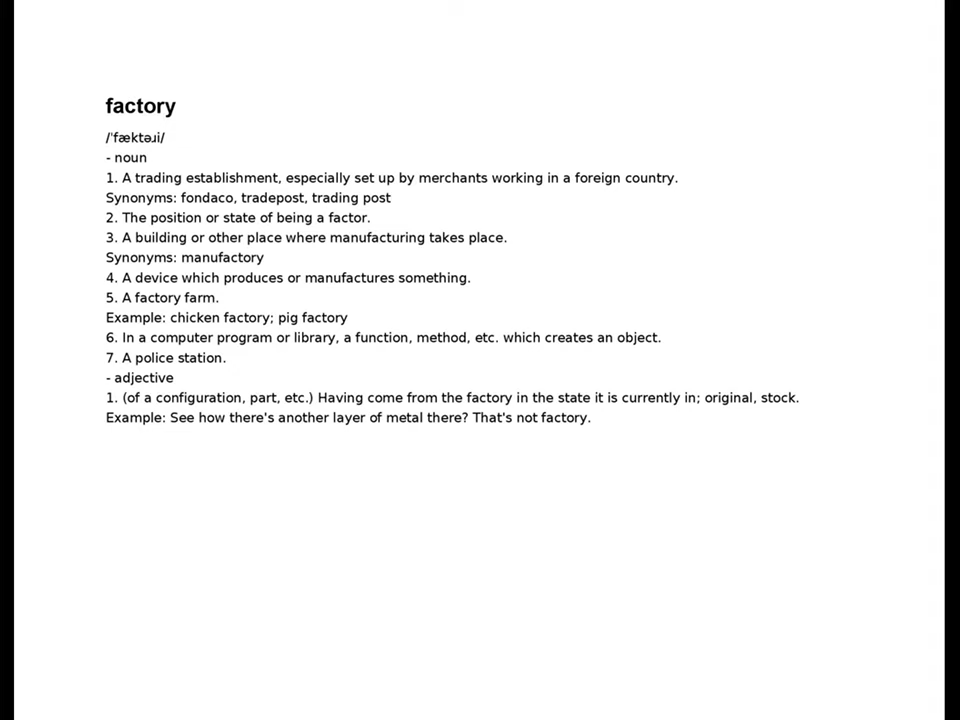 factory
/ˈfæktəɹi/
- noun
1. A trading establishment, especially set up by merchants working in a foreign country.
Synonyms: fondaco, tradepost, trading post
2. The position or state of being a factor.
3. A building or other place where manufacturing takes place.
Synonyms: manufactory
4. A device which produces or manufactures something.
5. A factory farm.
Example: chicken factory; pig factory
6. In a computer program or library, a function, method, etc. which creates an object.
7. A police station.
- adjective
1. (of a configuration, part, etc.) Having come from the factory in the state it is currently in; original, stock.
Example: See how there's another layer of metal there? That's not factory.